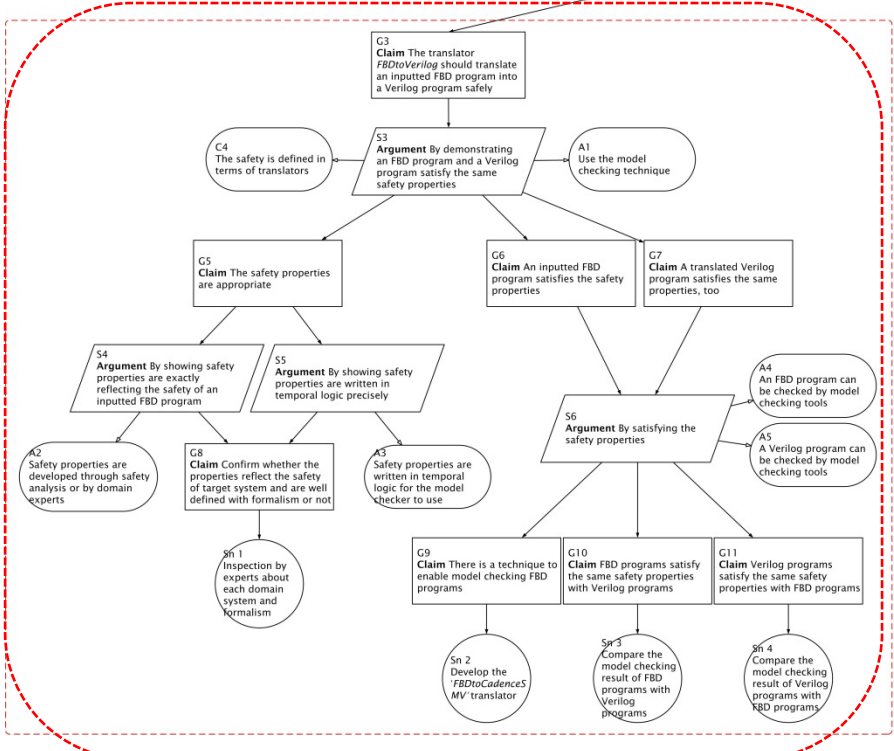 G3
Claim The translator
FBDtoVerilog should translate
an inputted FBD program into
a Verilog program safely
C4
The safety is defined in
terms of translators
S3
Argument By demonstrating
an FBD program and a Verilog
program satisfy the same
safety properties
A1
Use the model
checking technique
G5
Claim The safety properties
are appropriate
G6
Claim An inputted FBD
program satisfies the safety
properties
G7
Claim A translated Verilog
program satisfies the same
properties, too
S4
Argument By showing safety
properties are exactly
reflecting the safety of an
inputted FBD program
S5
Argument By showing safety
properties are written in
temporal logic precisely
A4
An FBD program can
be checked by model
checking tools
S6
Argument By satisfying the
safety properties
A5
A Verilog program can
be checked by model
checking tools
A2
Safety properties are
developed through safety
analysis or by domain
experts
G8
Claim Confirm whether the
properties reflect the safety
of target system and are well
defined with formalism or not
A3
Safety properties are
written in temporal
logic for the model
checker to use
Sn 1
Inspection by
experts about
each domain
system and
formalism
G9
Claim There is a technique to
enable model checking FBD
programs
G10
Claim FBD programs satisfy
the same safety properties
with Verilog programs
G11
Claim Verilog programs
satisfy the same safety
properties with FBD programs
Sn 2
Develop the
'FBDtoCadenceS
MV' translator
Sn 3
Compare the
model checking
result of FBD
programs with
Verilog
programs
Sn 4
Compare the
model checking
result of Verilog
programs with
FBD programs